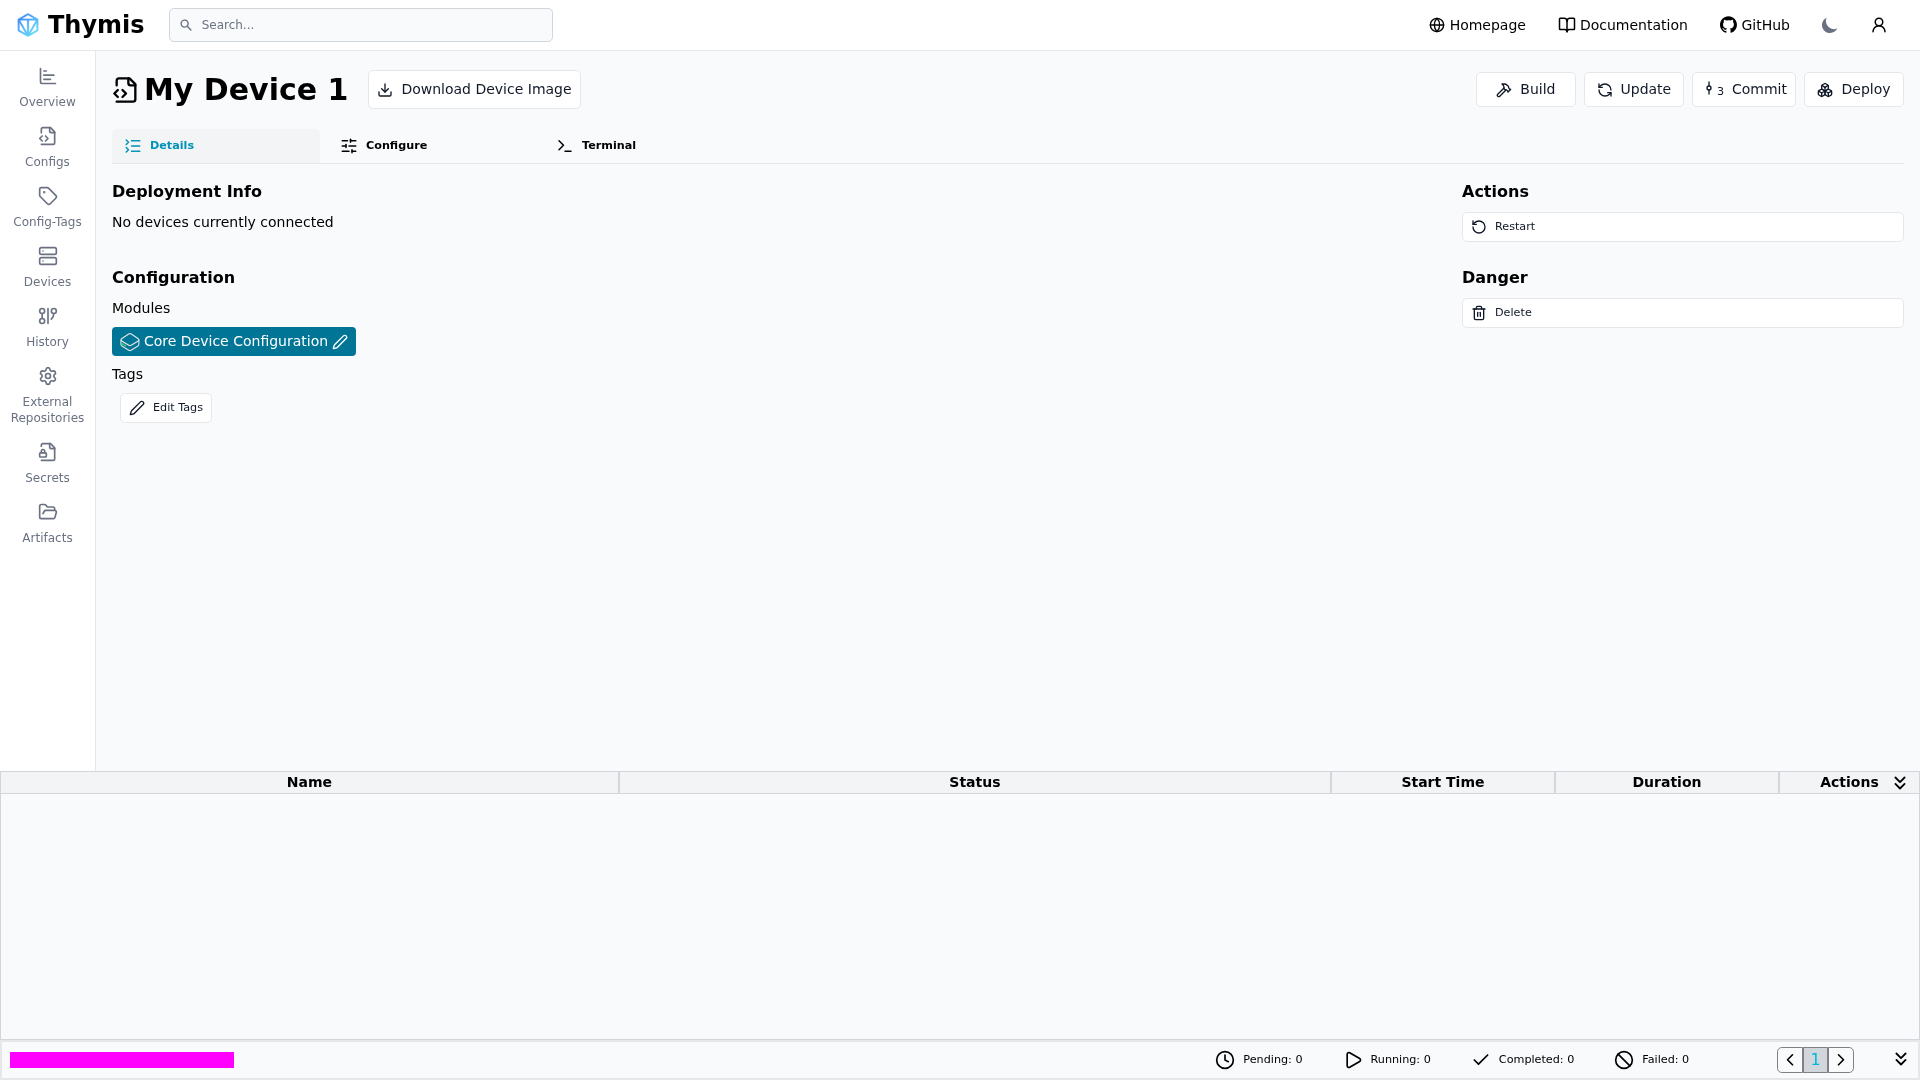 Thymis
Search...
Homepage
Documentation
GitHub
Overview
Configs
Config-Tags
Devices
History
External
Repositories
Secrets
Artifacts
My Device 1
Download Device Image
Build
Update
3 Commit
Deploy
Details
Configure
Terminal
Deployment Info
No devices currently connected
Configuration
Modules
Core Device Configuration
Tags
Edit Tags
Actions
Restart
Danger
Delete
Name
Status
Start Time
Duration
Actions
Pending: 0
Running: 0
Completed: 0
Failed: 0
1